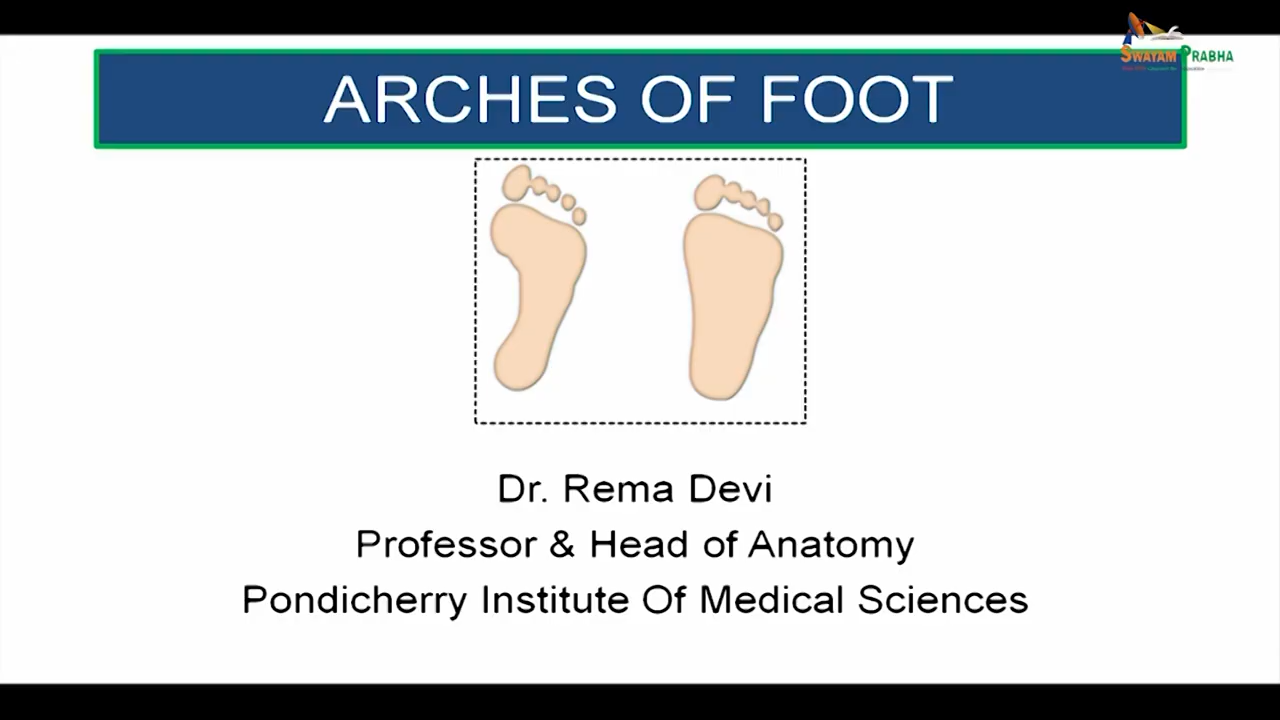 SWAYAM PRABHA
ARCHES OF FOOT
Dr. Rema Devi
Professor & Head of Anatomy
Pondicherry Institute Of Medical Sciences